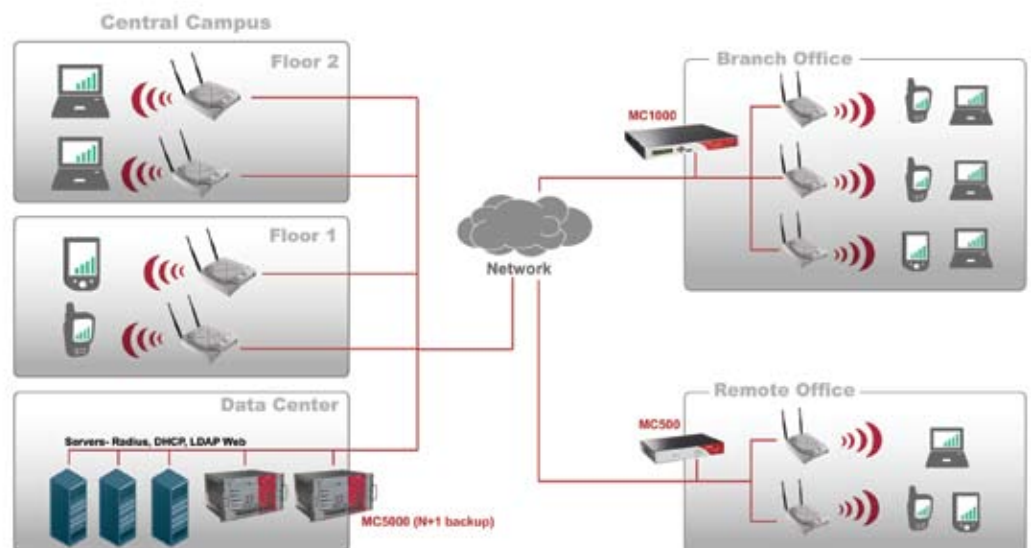 Central Campus
Floor 2
Floor 1
Data Center
Servers- Radius, DHCP, LDAP Web
MC5000 (N+1 backup)
Network
Branch Office
MC1000
Remote Office
MC500